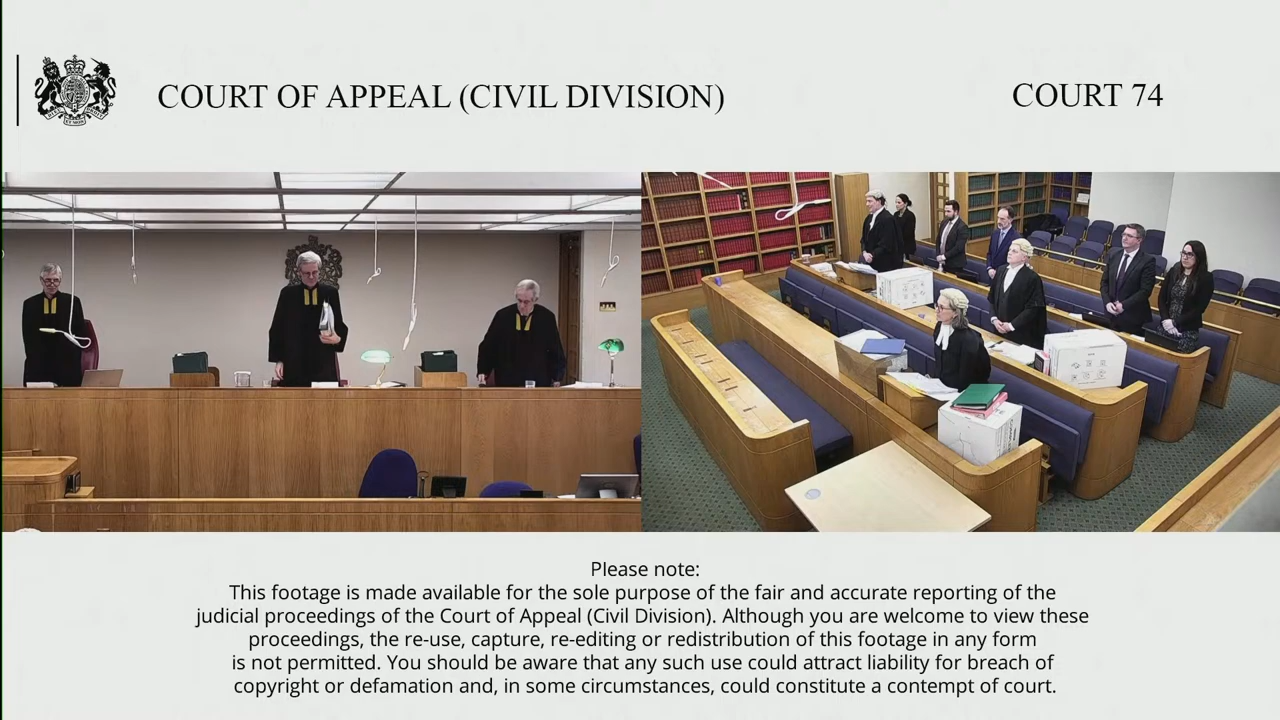 COURT OF APPEAL (CIVIL DIVISION)
COURT 74
Please note:
This footage is made available for the sole purpose of the fair and accurate reporting of the
judicial proceedings of the Court of Appeal (Civil Division). Although you are welcome to view these
proceedings, the re-use, capture, re-editing or redistribution of this footage in any form
is not permitted. You should be aware that any such use could attract liability for breach of
copyright or defamation and, in some circumstances, could constitute a contempt of court.